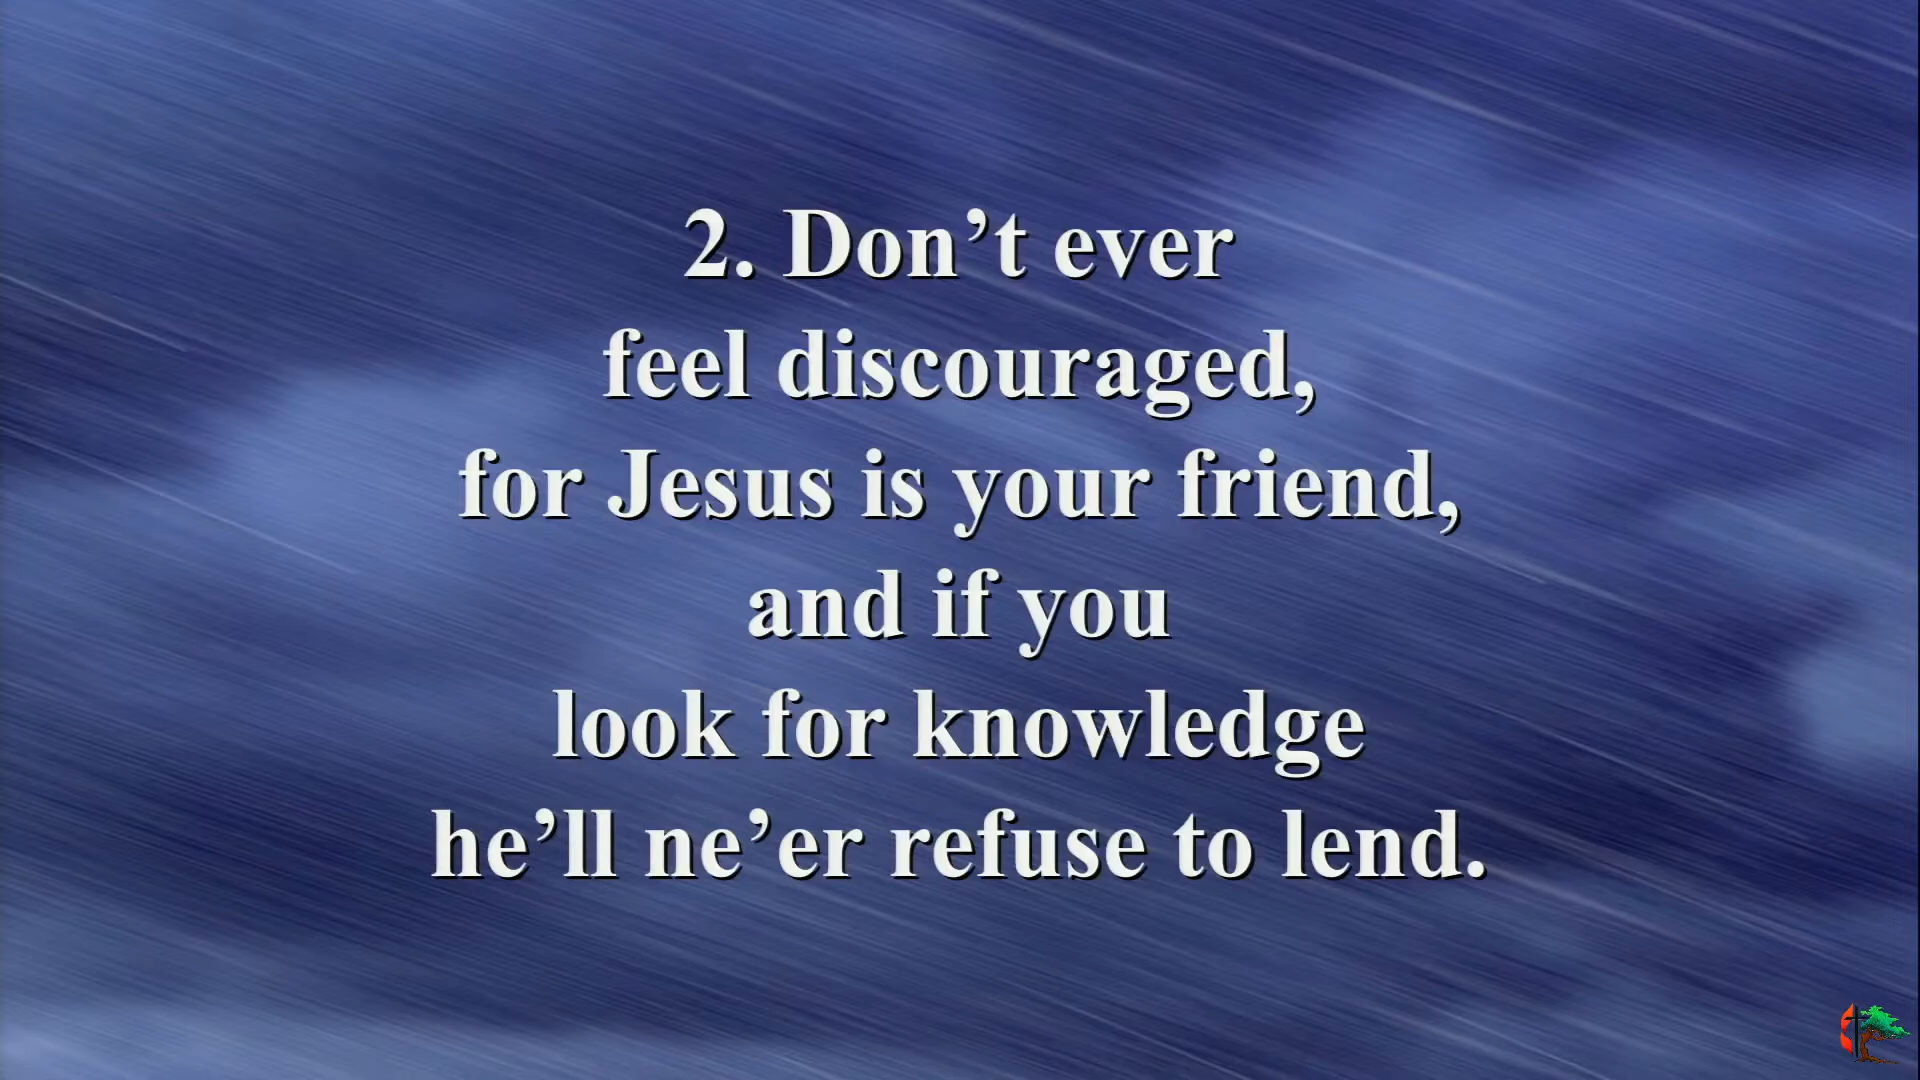 2. Don’t ever
feel discouraged,
for Jesus is your friend,
and if you
look for knowledge
he’ll ne’er refuse to lend.